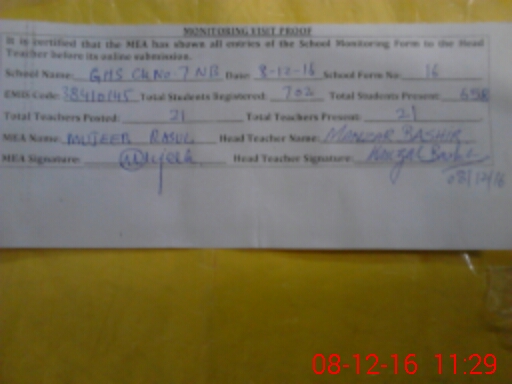 MONITORING VISIT PROOF
It is certified that the MEA has shown all entries of the School Monitoring Form to the Head
Teacher before its online submission.
School Name: GHS Ch No. 7 NB Date: 8-12-16 School Form No: 16
EMIS Code: 38410145 Total Students Registered: 702 Total Students Present: 658
Total Teachers Posted: 21 Total Teachers Present: 21
MEA Name: MUJEEB RASUL Head Teacher Name: MANZAR BASHIR
MEA Signature: Mujeeb Head Teacher Signature:
08/12/16
08-12-16 11:29